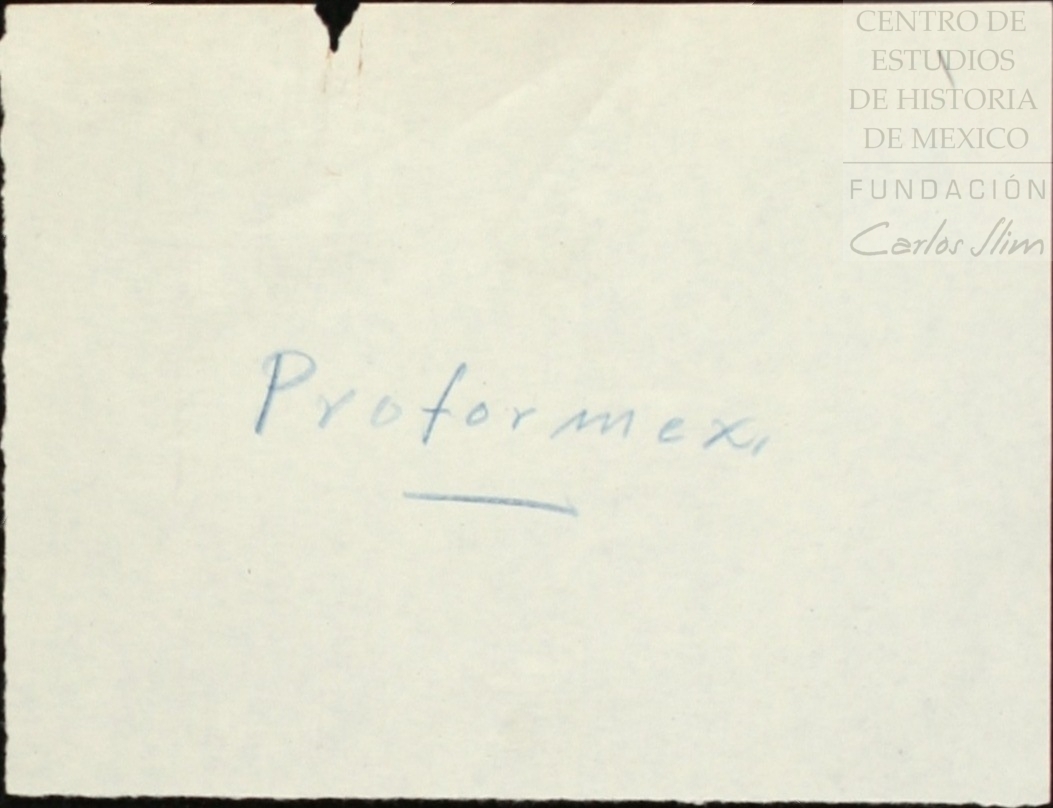 CENTRO DE
ESTUDIOS
DE HISTORIA
DE MEXICO
FUNDACIÓN
Carlos Slim
Proformex.